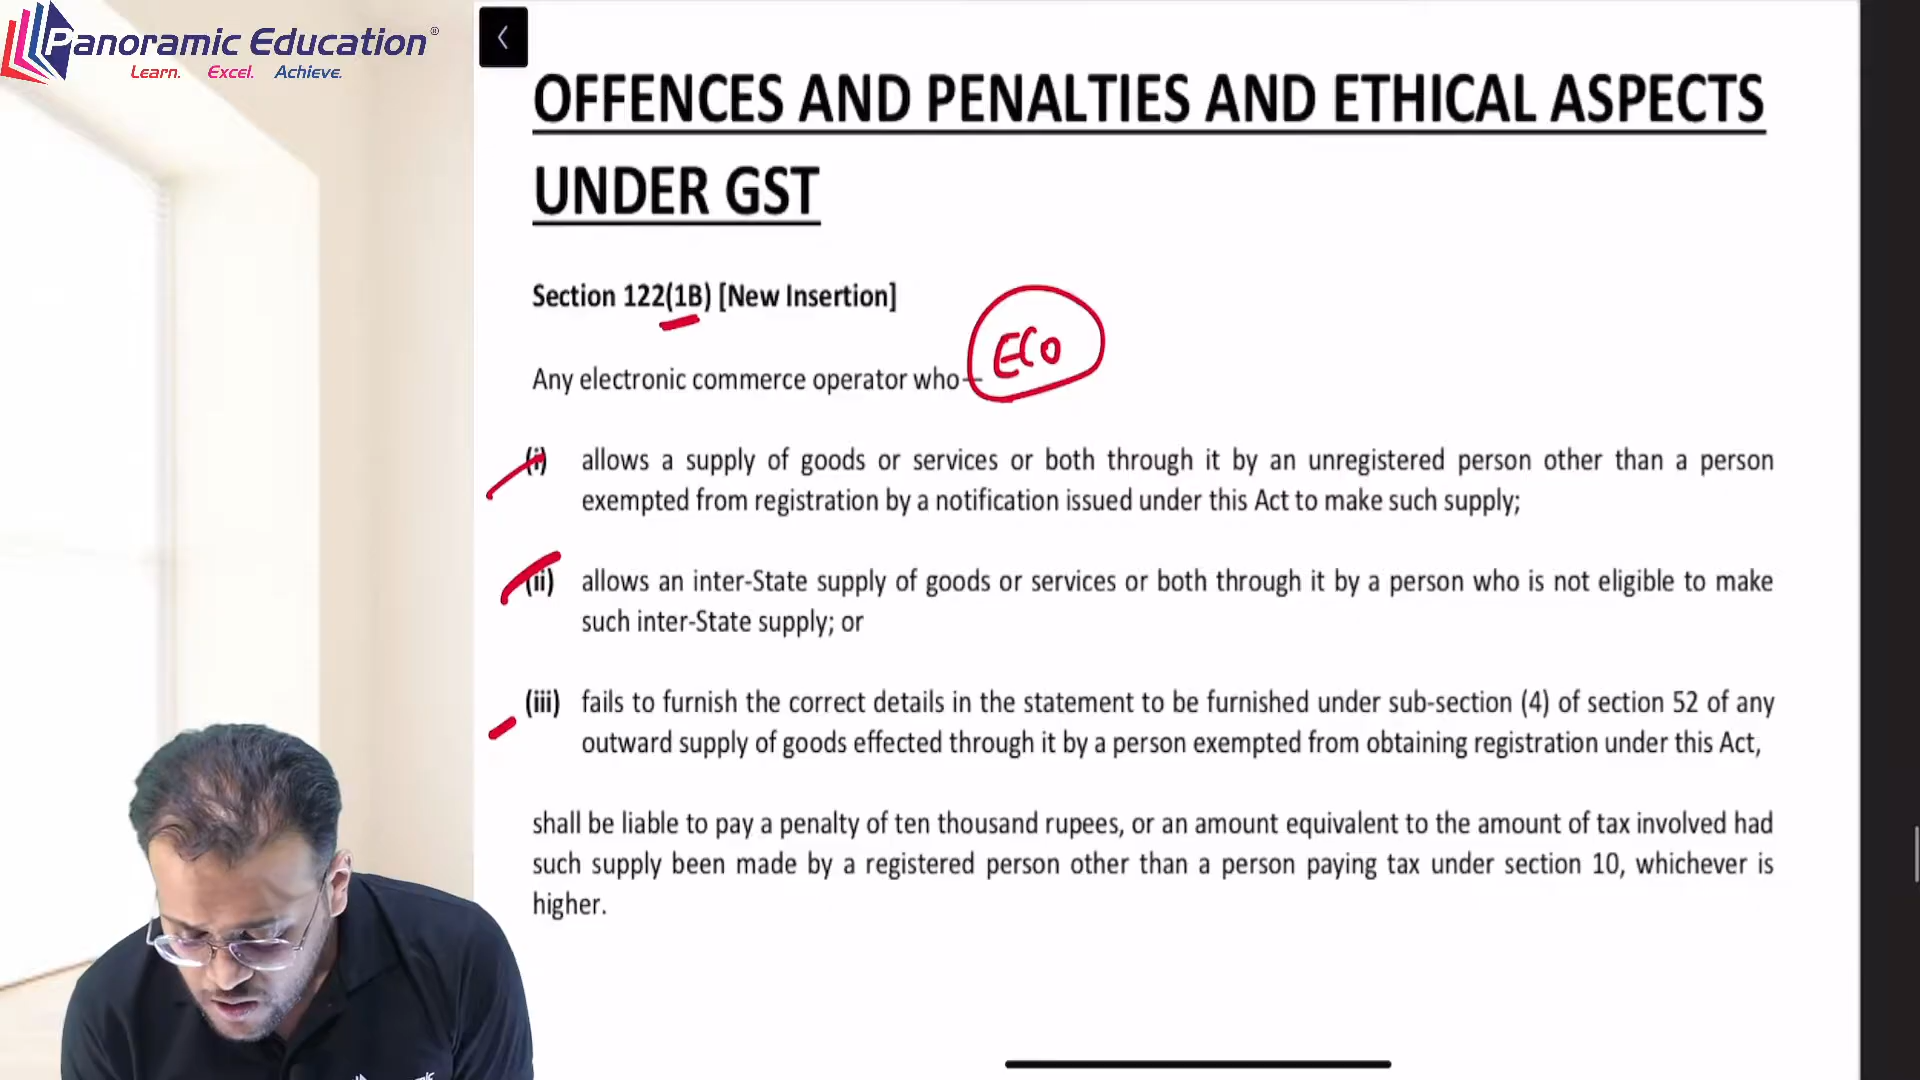 Panoramic Education®
Learn. Excel. Achieve.
OFFENCES AND PENALTIES AND ETHICAL ASPECTS
UNDER GST
Section 122(1B) [New Insertion]
ECO
Any electronic commerce operator who—
(i) allows a supply of goods or services or both through it by an unregistered person other than a person
exempted from registration by a notification issued under this Act to make such supply;
(ii) allows an inter-State supply of goods or services or both through it by a person who is not eligible to make
such inter-State supply; or
(iii) fails to furnish the correct details in the statement to be furnished under sub-section (4) of section 52 of any
outward supply of goods effected through it by a person exempted from obtaining registration under this Act,
shall be liable to pay a penalty of ten thousand rupees, or an amount equivalent to the amount of tax involved had
such supply been made by a registered person other than a person paying tax under section 10, whichever is
higher.